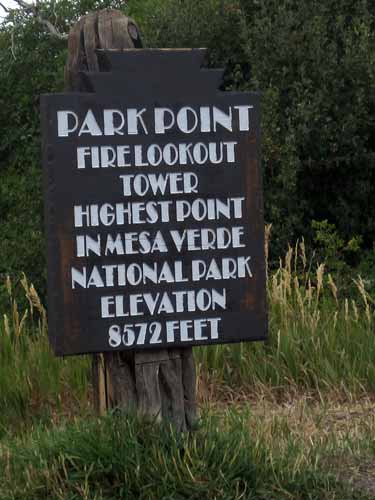 PARK POINT
FIRE LOOKOUT
TOWER
HIGHEST POINT
IN MESA VERDE
NATIONAL PARK
ELEVATION
8572 FEET